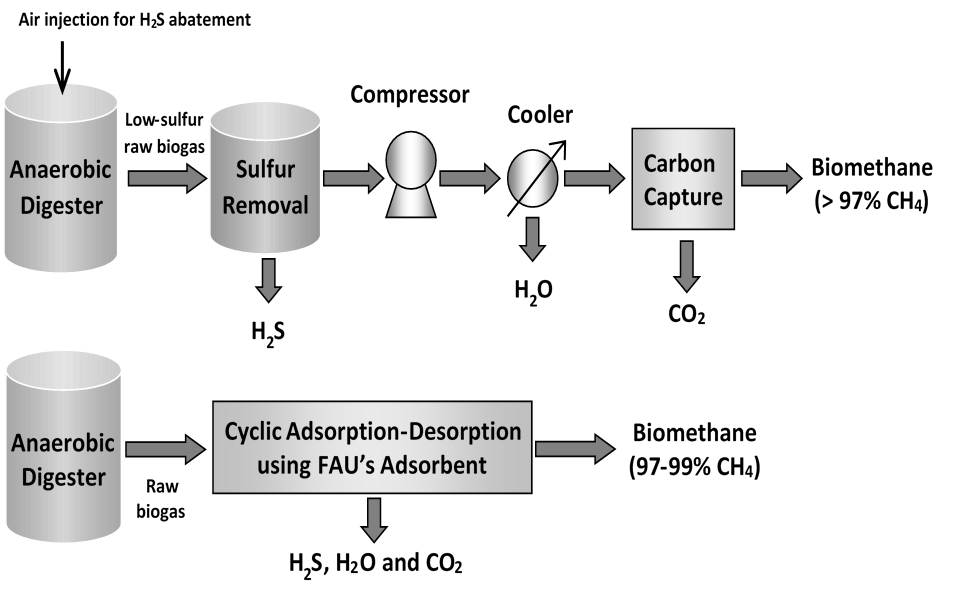 Air injection for H₂S abatement
Compressor
Cooler
Low-sulfur
raw biogas
Anaerobic
Digester
Sulfur
Removal
Carbon
Capture
Biomethane
(> 97% CH₄)
H₂O
CO₂
H₂S
Anaerobic
Digester
Raw
biogas
Cyclic Adsorption-Desorption
using FAU's Adsorbent
Biomethane
(97-99% CH₄)
H₂S, H₂O and CO₂